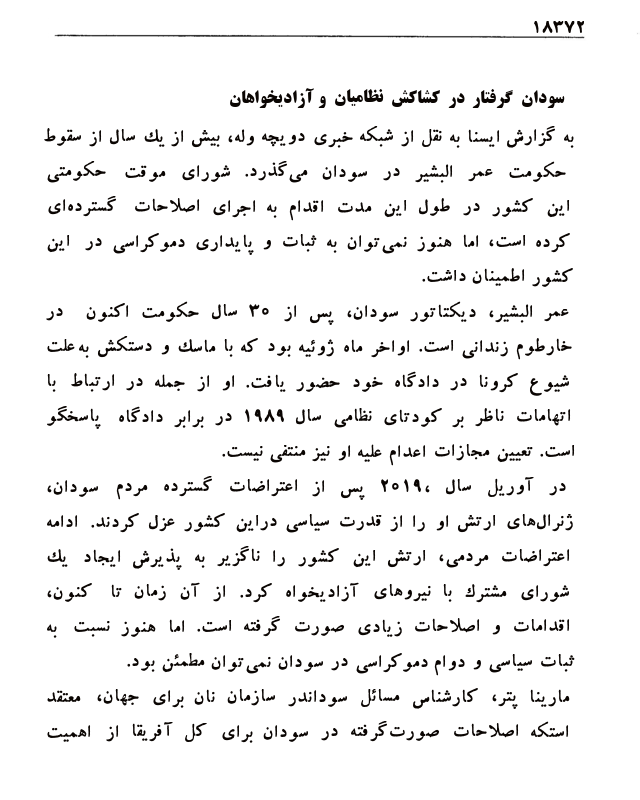 ۱۸۳۷۲
سودان گرفتار در کشاکش نظامیان و آزادیخواهان
به گزارش ایسنا به نقل از شبکه خبری دویچه وله، بیش از یك سال از سقوط
حکومت عمر البشیر در سودان می‌گذرد. شورای موقت حکومتی
این کشور در طول این مدت اقدام به اجرای اصلاحات گسترده‌ای
کرده است، اما هنوز نمی‌توان به ثبات و پایداری دموکراسی در این
کشور اطمینان داشت.
عمر البشیر، دیکتاتور سودان، پس از ۳۰ سال حکومت اکنون در
خارطوم زندانی است. اواخر ماه ژوئیه بود که با ماسك و دستکش به‌علت
شیوع کرونا در دادگاه خود حضور یافت. او از جمله در ارتباط با
اتهامات ناظر بر کودتای نظامی سال ۱۹۸۹ در برابر دادگاه پاسخگو
است. تعیین مجازات اعدام علیه او نیز منتفی نیست.
در آوریل سال ،۲۰۱۹ پس از اعتراضات گسترده مردم سودان،
ژنرال‌های ارتش او را از قدرت سیاسی دراین کشور عزل کردند. ادامه
اعتراضات مردمی، ارتش این کشور را ناگزیر به پذیرش ایجاد یك
شورای مشترك با نیروهای آزادیخواه کرد. از آن زمان تا کنون،
اقدامات و اصلاحات زیادی صورت گرفته است. اما هنوز نسبت به
ثبات سیاسی و دوام دموکراسی در سودان نمی‌توان مطمئن بود.
مارینا پتر، کارشناس مسائل سوداندر سازمان نان برای جهان، معتقد
استکه اصلاحات صورت‌گرفته در سودان برای کل آفریقا از اهمیت